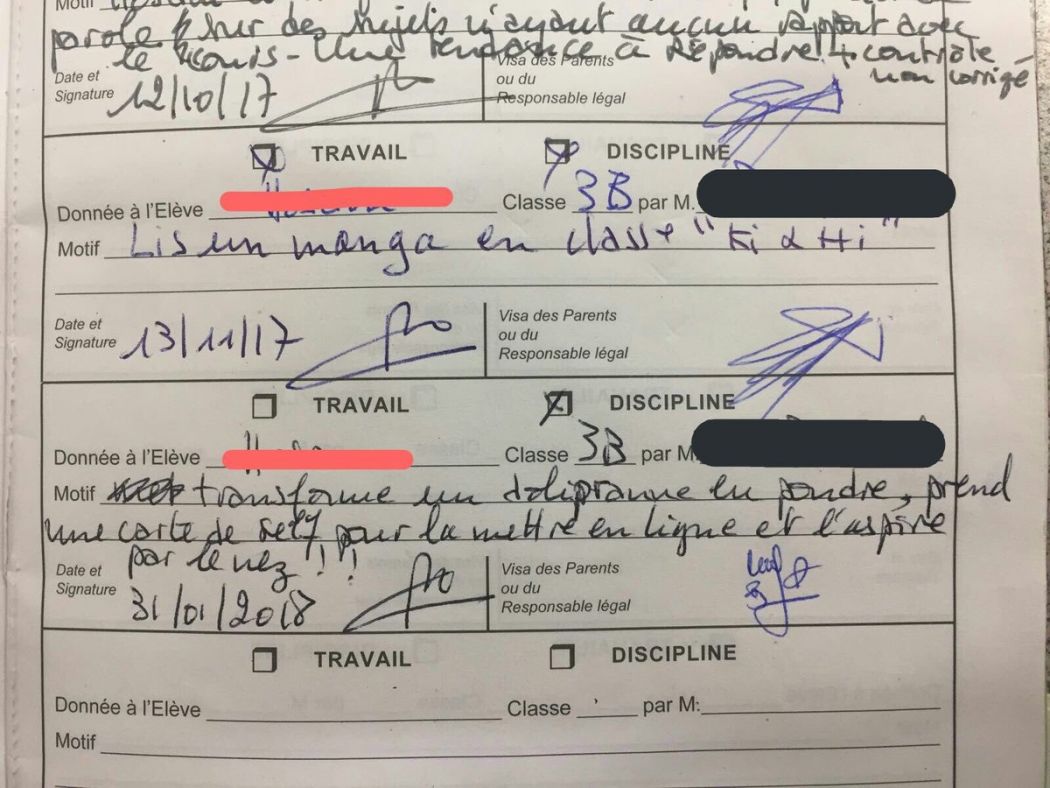 Motif
parole & sur des sujets n'ayant aucun rapport avec
le cours - Une tendance à Répondre! + contrôle
non corrigé
Date et
Signature 12/10/17
Visa des Parents
ou du
Responsable légal
TRAVAIL DISCIPLINE
Donnée à l'Elève Classe 3B par M.
Motif Lis un manga en classe "Ki & Hi"
Date et
Signature 13/11/17
Visa des Parents
ou du
Responsable légal
TRAVAIL DISCIPLINE
Donnée à l'Elève Classe 3B par M:
Motif transforme un dolipranne en poudre, prend
une carte de self pour la mettre en ligne et l'aspire
par le nez !!
Date et
Signature 31/01/2018
Visa des Parents
ou du
Responsable légal
TRAVAIL DISCIPLINE
Donnée à l'Elève Classe par M:
Motif